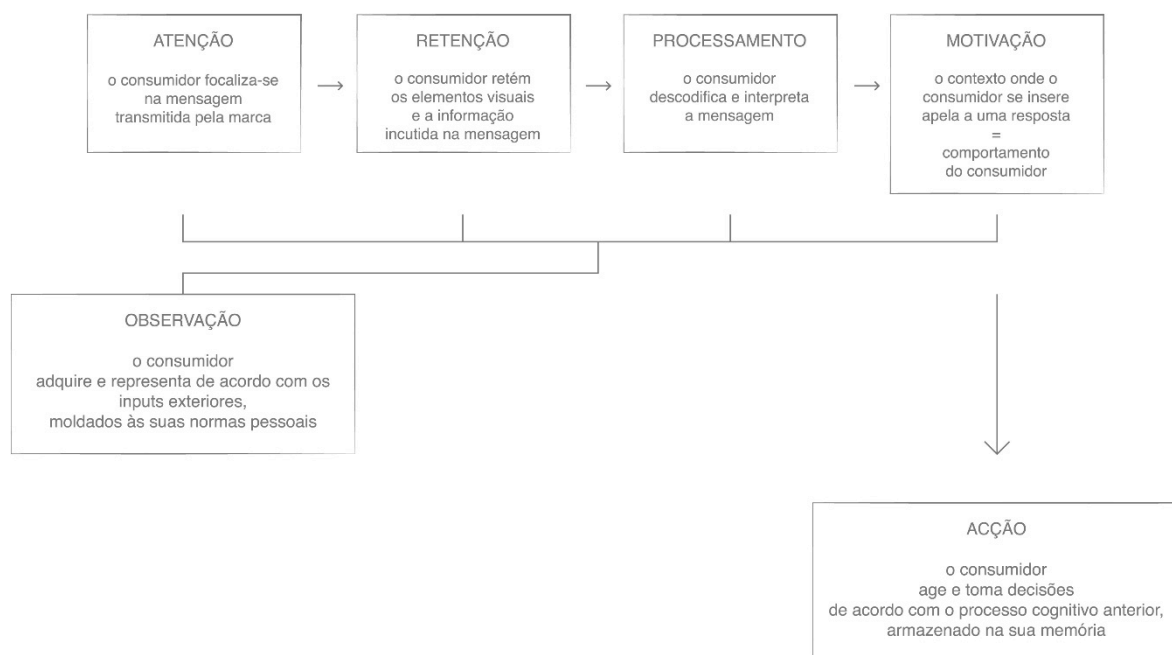 ATENÇÃO
o consumidor focaliza-se
na mensagem
transmitida pela marca
RETENÇÃO
o consumidor retém
os elementos visuais
e a informação
incutida na mensagem
PROCESSAMENTO
o consumidor
descodifica e interpreta
a mensagem
MOTIVAÇÃO
o contexto onde o
consumidor se insere
apela a uma resposta
=
comportamento
do consumidor
OBSERVAÇÃO
o consumidor
adquire e representa de acordo com os
inputs exteriores,
moldados às suas normas pessoais
ACÇÃO
o consumidor
age e toma decisões
de acordo com o processo cognitivo anterior,
armazenado na sua memória